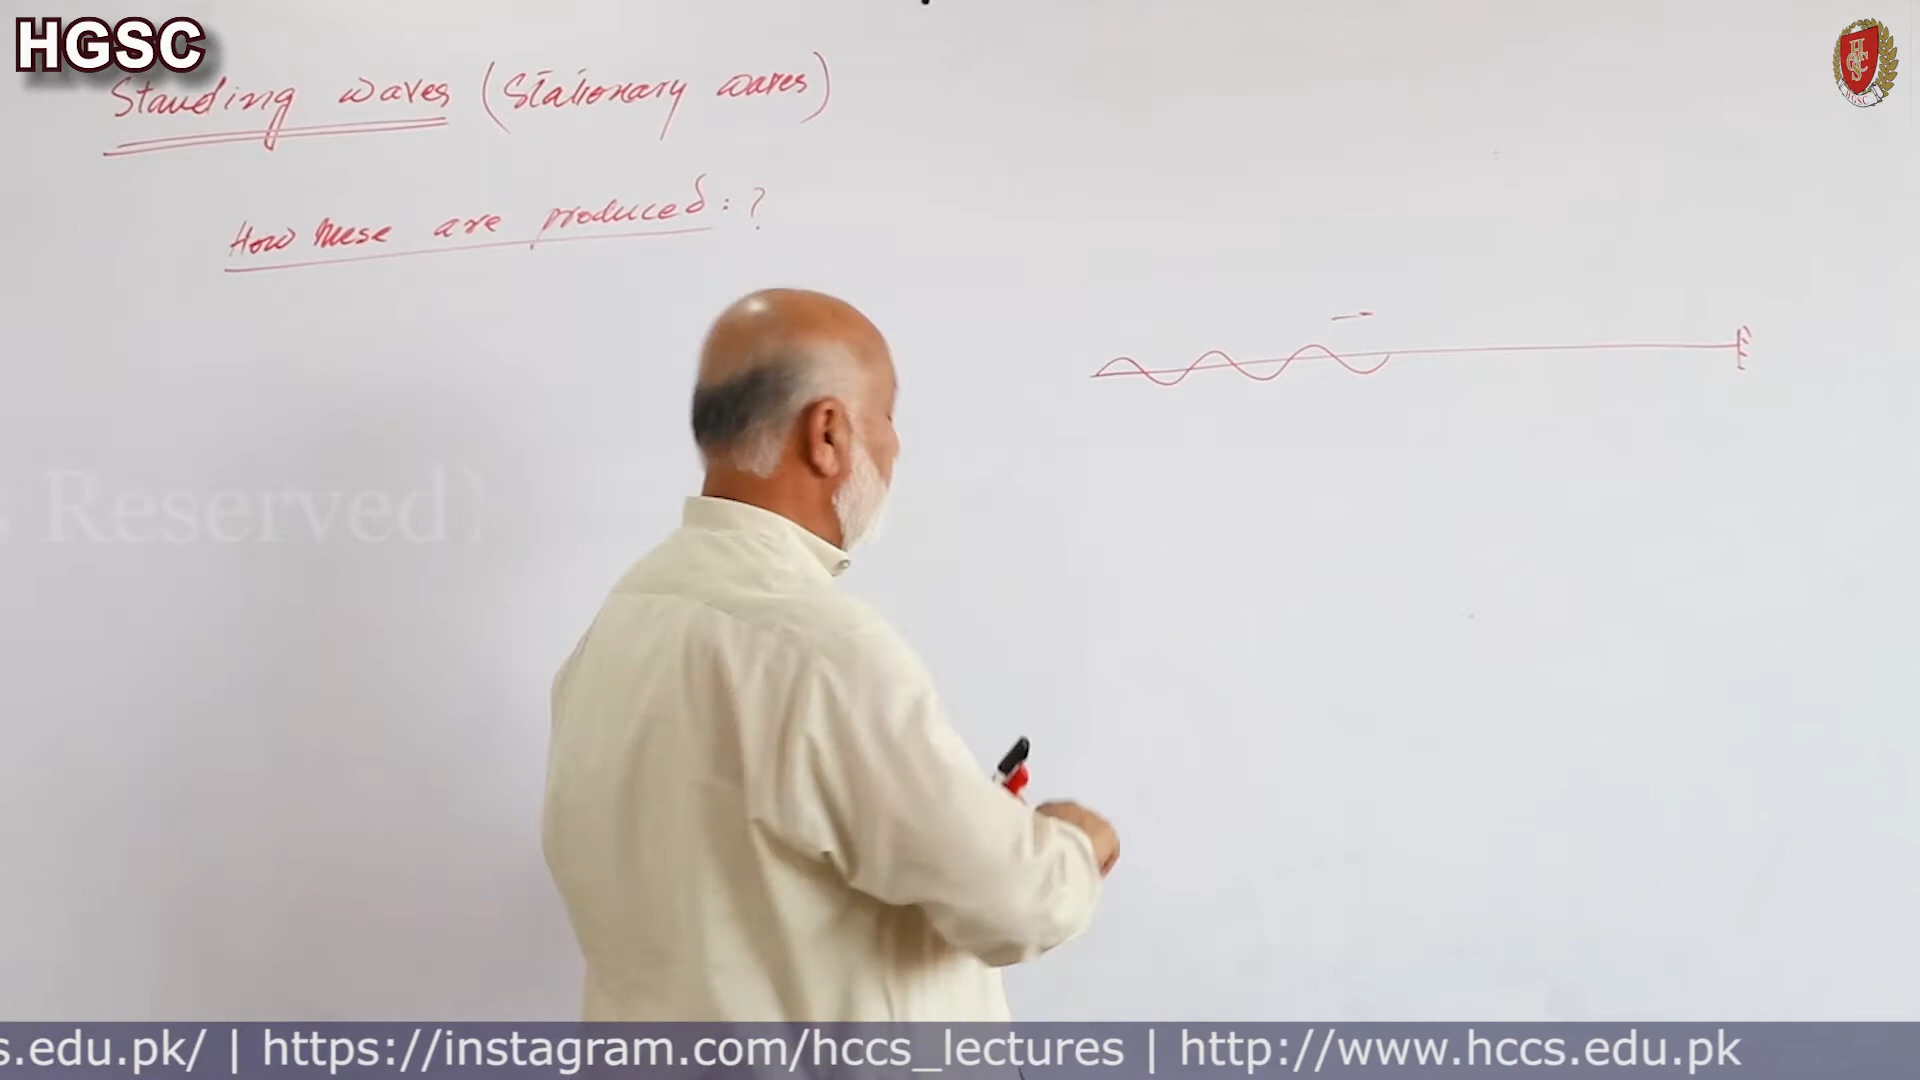 HGSC
Standing waves (Stationary waves)
How these are produced : ?
s Reserved)
HGSC
s.edu.pk/ | https://instagram.com/hccs_lectures | http://www.hccs.edu.pk